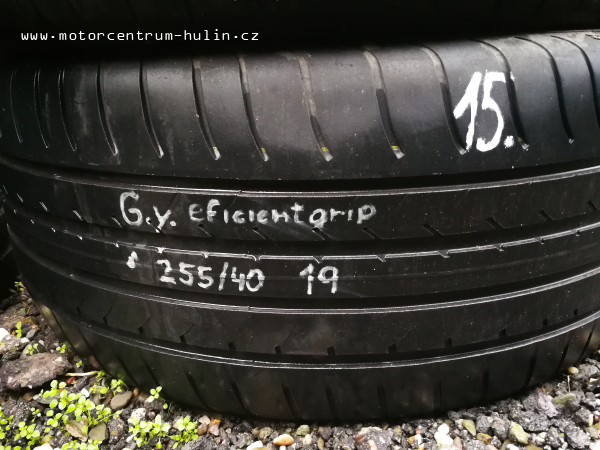 www.motorcentrum-hulin.cz
15.
G.y. eficientgrip
255/40 19